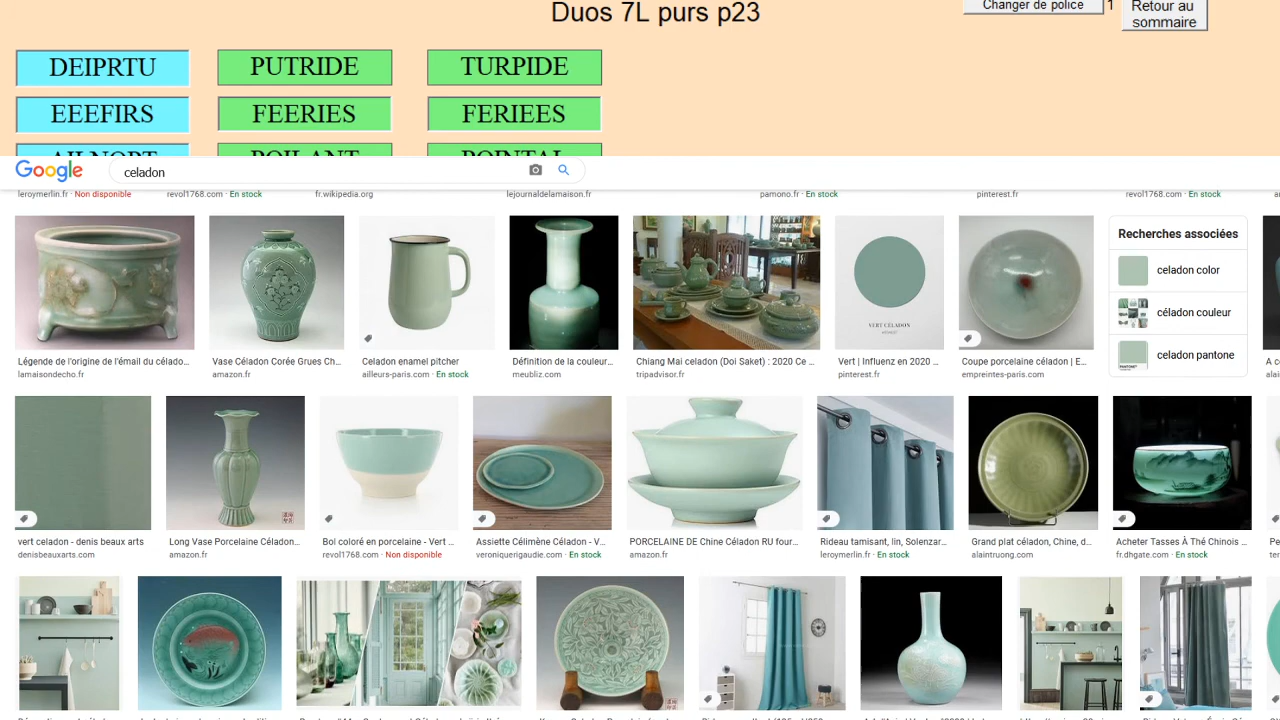 Duos 7L purs p23
Changer de police
1
Retour au
sommaire
DEIPRTU PUTRIDE TURPIDE
EEEFIRS FEERIES FERIEES
AILNOPT POILANT POINTAL
Google celadon
leroymerlin.fr · Non disponible
revol1768.com · En stock
fr.wikipedia.org
lejournaldelamaison.fr
pamono.fr · En stock
pinterest.fr
revol1768.com · En stock
Légende de l'origine de l'émail du célado...
lamaisondecho.fr
Vase Céladon Corée Grues Ch...
amazon.fr
Celadon enamel pitcher
ailleurs-paris.com · En stock
Définition de la couleur...
meubliz.com
Chiang Mai celadon (Doi Saket) : 2020 Ce ...
tripadvisor.fr
VERT CÉLADON
Vert | Influenz en 2020 ...
pinterest.fr
Coupe porcelaine céladon | E...
empreintes-paris.com
Recherches associées
celadon color
céladon couleur
celadon pantone
PANTONE
vert celadon - denis beaux arts
denisbeauxarts.com
Long Vase Porcelaine Céladon...
amazon.fr
Bol coloré en porcelaine - Vert ...
revol1768.com · Non disponible
Assiette Célimène Céladon - V...
veroniquerigaudie.com · En stock
PORCELAINE DE Chine Céladon RU four...
amazon.fr
Rideau tamisant, lin, Solenzar...
leroymerlin.fr · En stock
Grand plat céladon, Chine, d...
alaintruong.com
Acheter Tasses À Thé Chinois ...
fr.dhgate.com · En stock